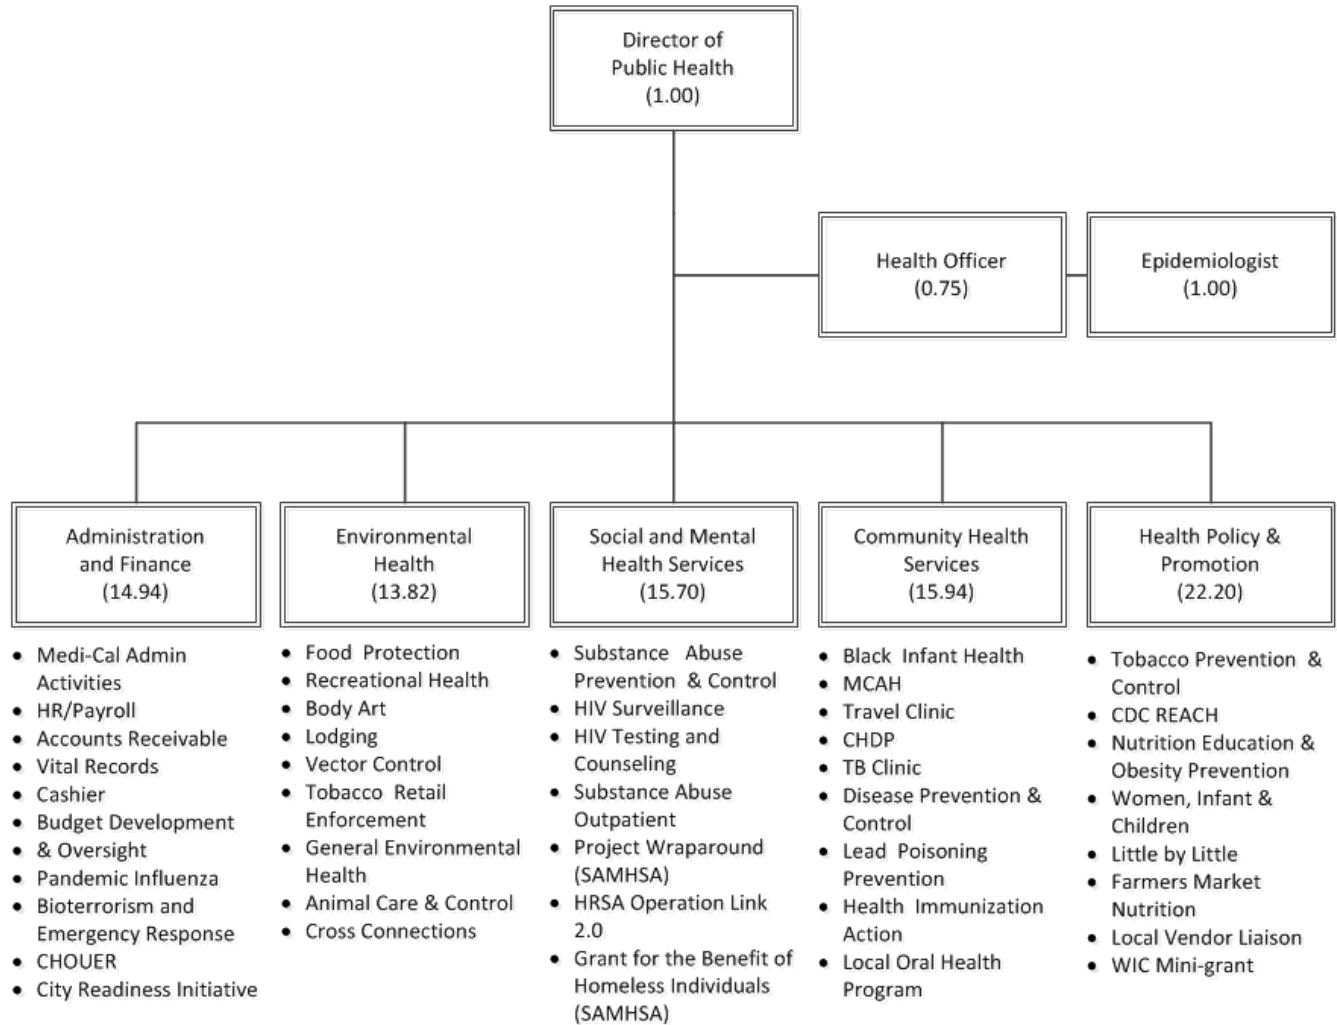 Director of
Public Health
(1.00)
Health Officer
(0.75)
Epidemiologist
(1.00)
Administration
and Finance
(14.94)
Environmental
Health
(13.82)
Social and Mental
Health Services
(15.70)
Community Health
Services
(15.94)
Health Policy &
Promotion
(22.20)
• Medi-Cal Admin
Activities
• HR/Payroll
• Accounts Receivable
• Vital Records
• Cashier
• Budget Development
• & Oversight
• Pandemic Influenza
• Bioterrorism and
Emergency Response
• CHOUER
• City Readiness Initiative
• Food Protection
• Recreational Health
• Body Art
• Lodging
• Vector Control
• Tobacco Retail
Enforcement
• General Environmental
Health
• Animal Care & Control
• Cross Connections
• Substance Abuse
Prevention & Control
• HIV Surveillance
• HIV Testing and
Counseling
• Substance Abuse
Outpatient
• Project Wraparound
(SAMHSA)
• HRSA Operation Link
2.0
• Grant for the Benefit of
Homeless Individuals
(SAMHSA)
• Black Infant Health
• MCAH
• Travel Clinic
• CHDP
• TB Clinic
• Disease Prevention &
Control
• Lead Poisoning
Prevention
• Health Immunization
Action
• Local Oral Health
Program
• Tobacco Prevention &
Control
• CDC REACH
• Nutrition Education &
Obesity Prevention
• Women, Infant &
Children
• Little by Little
• Farmers Market
Nutrition
• Local Vendor Liaison
• WIC Mini-grant